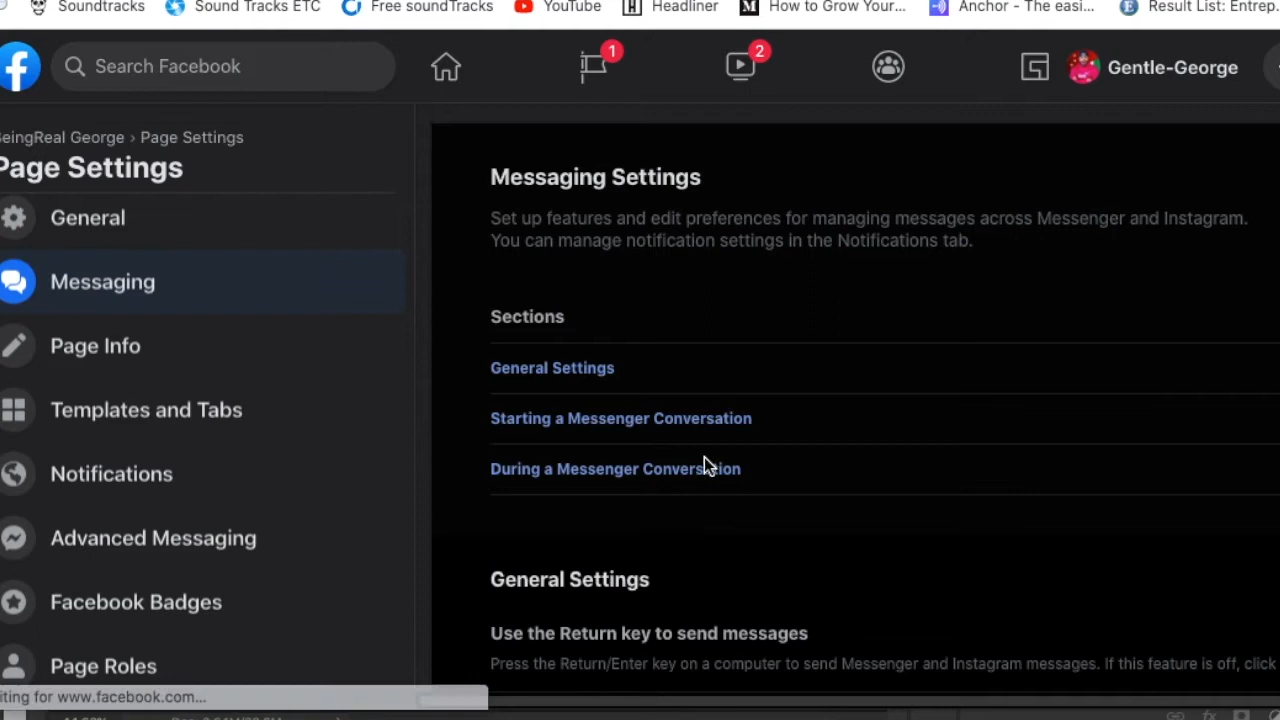 Soundtracks Sound Tracks ETC Free soundTracks YouTube Headliner How to Grow Your... Anchor - The easi... Result List: Entrep.
Search Facebook 1 2 Gentle-George
eingReal George › Page Settings
Page Settings
General
Messaging
Page Info
Templates and Tabs
Notifications
Advanced Messaging
Facebook Badges
Page Roles
iting for www.facebook.com...
Messaging Settings
Set up features and edit preferences for managing messages across Messenger and Instagram.
You can manage notification settings in the Notifications tab.
Sections
General Settings
Starting a Messenger Conversation
During a Messenger Conversation
General Settings
Use the Return key to send messages
Press the Return/Enter key on a computer to send Messenger and Instagram messages. If this feature is off, click